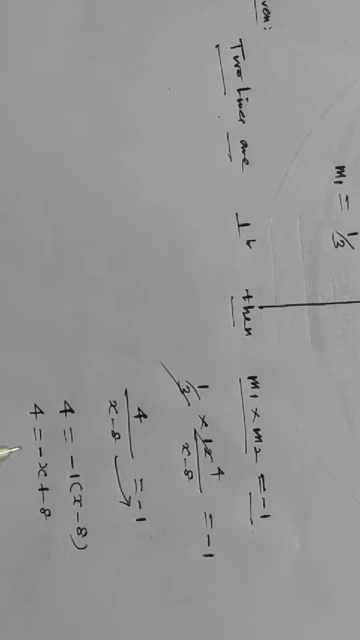 ven:
m₁ = 1/3
Two lines are ⊥r then m₁ × m₂ = -1
1/3 × 12 4/x-8 = -1
4/x-8 = -1
4 = -1(x-8)
4 = -x+8